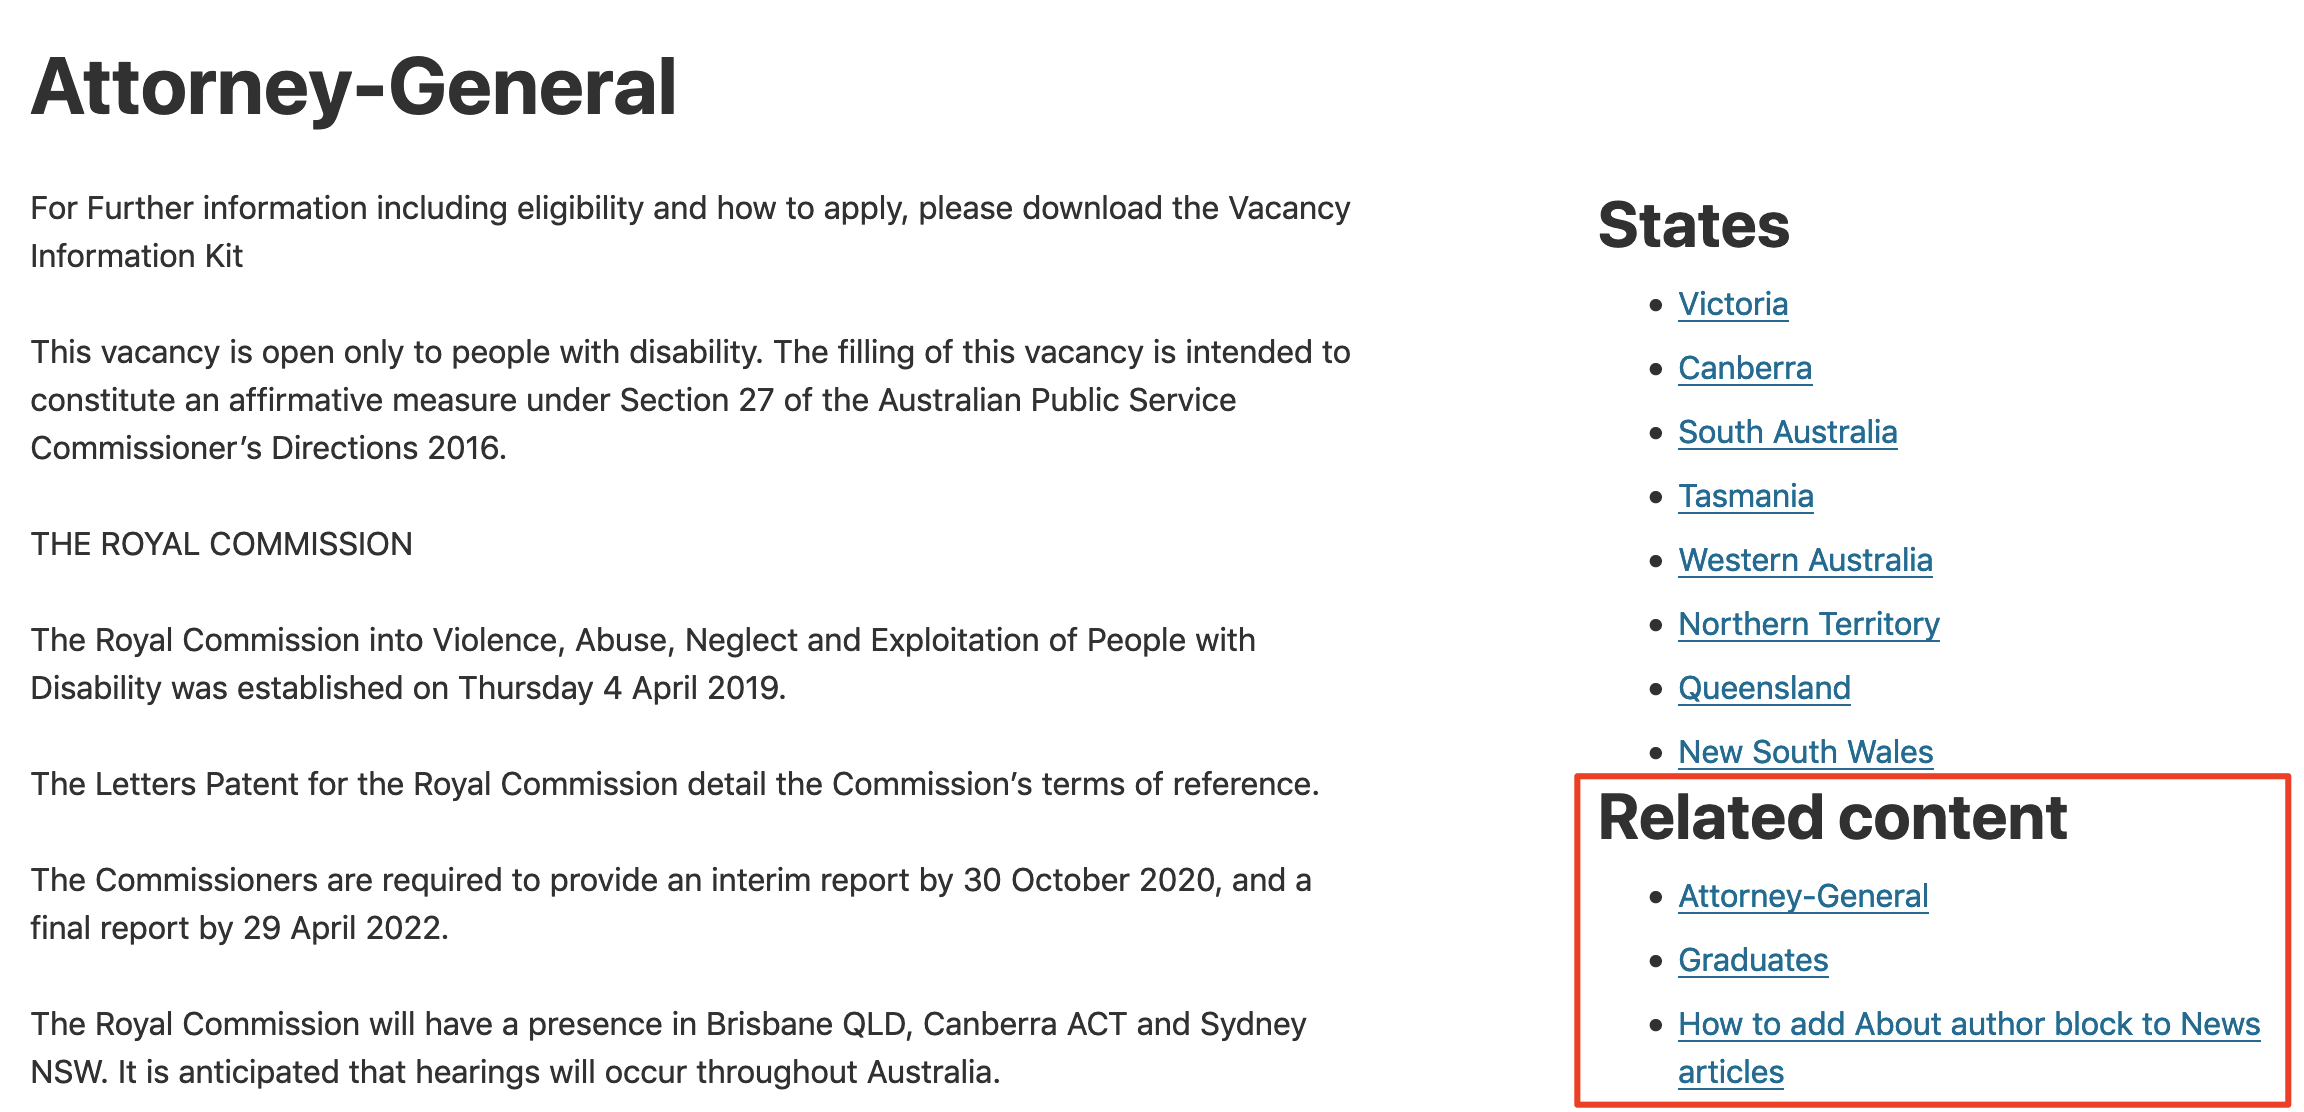 Attorney-General
For Further information including eligibility and how to apply, please download the Vacancy
Information Kit
This vacancy is open only to people with disability. The filling of this vacancy is intended to
constitute an affirmative measure under Section 27 of the Australian Public Service
Commissioner’s Directions 2016.
THE ROYAL COMMISSION
The Royal Commission into Violence, Abuse, Neglect and Exploitation of People with
Disability was established on Thursday 4 April 2019.
The Letters Patent for the Royal Commission detail the Commission’s terms of reference.
The Commissioners are required to provide an interim report by 30 October 2020, and a
final report by 29 April 2022.
The Royal Commission will have a presence in Brisbane QLD, Canberra ACT and Sydney
NSW. It is anticipated that hearings will occur throughout Australia.
States
• Victoria
• Canberra
• South Australia
• Tasmania
• Western Australia
• Northern Territory
• Queensland
• New South Wales
Related content
• Attorney-General
• Graduates
• How to add About author block to News
articles